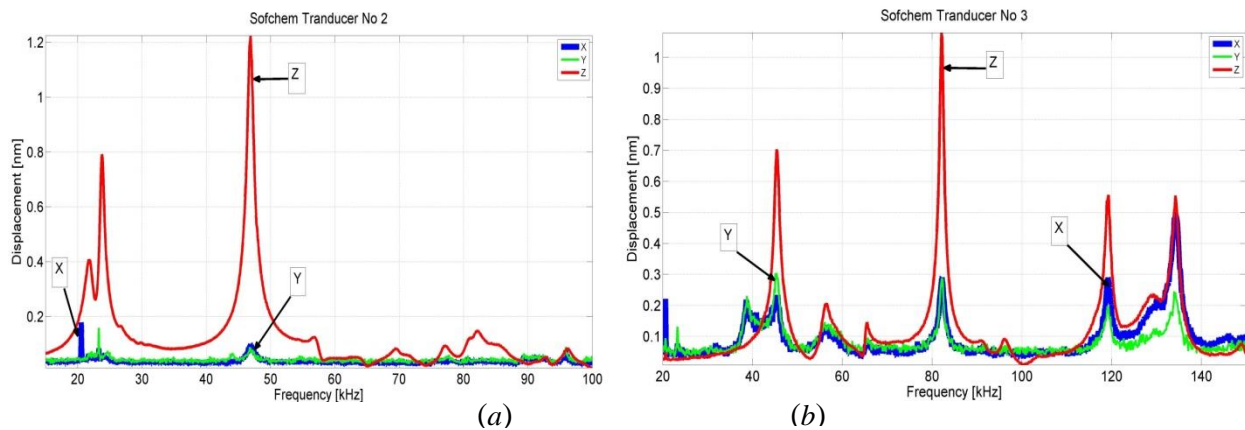 Sofchem Tranducer No 2
Displacement [nm]
1.2
1
0.8
0.6
0.4
0.2
20 30 40 50 60 70 80 90 100
Frequency [kHz]
X
Y
Z
Z
X
Y
(a)
Sofchem Tranducer No 3
Displacement [nm]
1
0.9
0.8
0.7
0.6
0.5
0.4
0.3
0.2
0.1
20 40 60 80 100 120 140
Frequency [kHz]
X
Y
Z
Z
Y
X
(b)